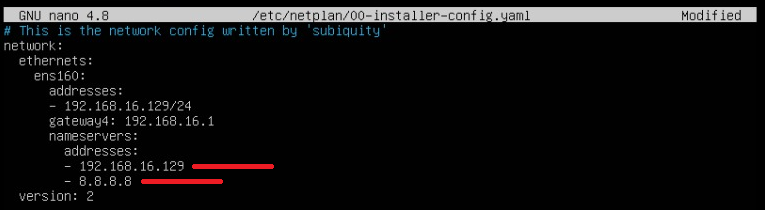 GNU nano 4.8 /etc/netplan/00-installer-config.yaml Modified
# This is the network config written by 'subiquity'
network:
  ethernets:
    ens160:
      addresses:
      - 192.168.16.129/24
      gateway4: 192.168.16.1
      nameservers:
        addresses:
        - 192.168.16.129
        - 8.8.8.8
  version: 2